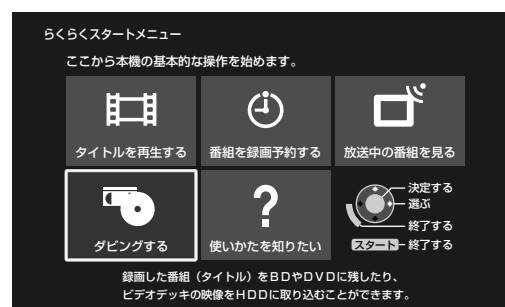 らくらくスタートメニュー
ここから本機の基本的な操作を始めます。
タイトルを再生する
番組を録画予約する
放送中の番組を見る
ダビングする
?
使いかたを知りたい
決定する
選ぶ
終了する
スタート 終了する
録画した番組(タイトル)をBDやDVDに残したり、
ビデオデッキの映像をHDDに取り込むことができます。